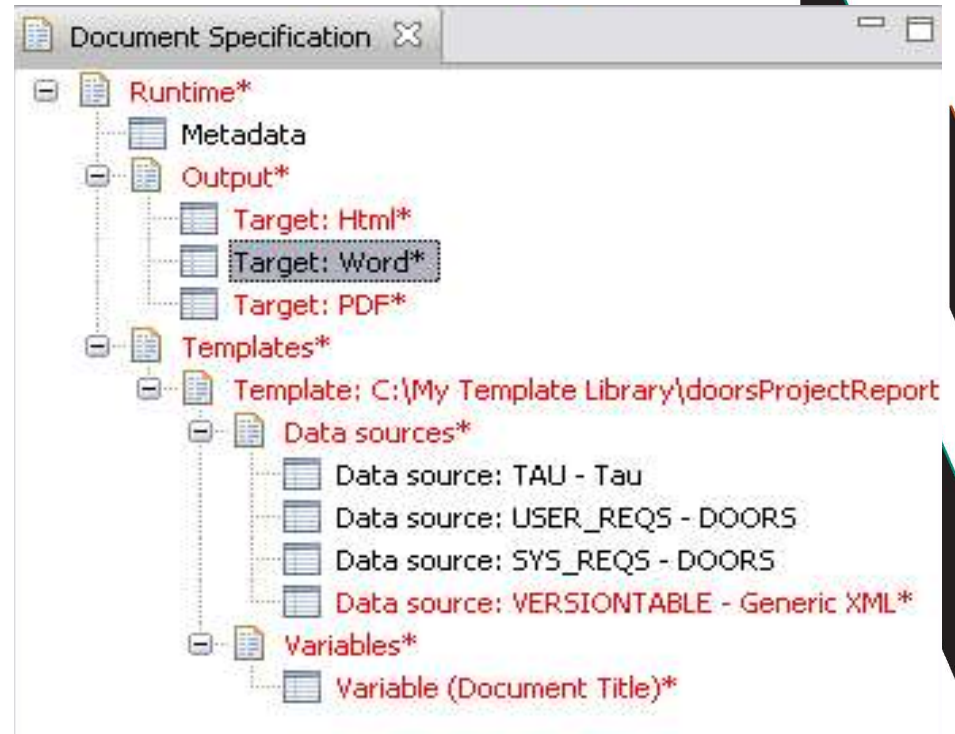 Document Specification
Runtime*
Metadata
Output*
Target: Html*
Target: Word*
Target: PDF*
Templates*
Template: C:\My Template Library\doorsProjectReport
Data sources*
Data source: TAU - Tau
Data source: USER_REQS - DOORS
Data source: SYS_REQS - DOORS
Data source: VERSIONTABLE - Generic XML*
Variables*
Variable (Document Title)*